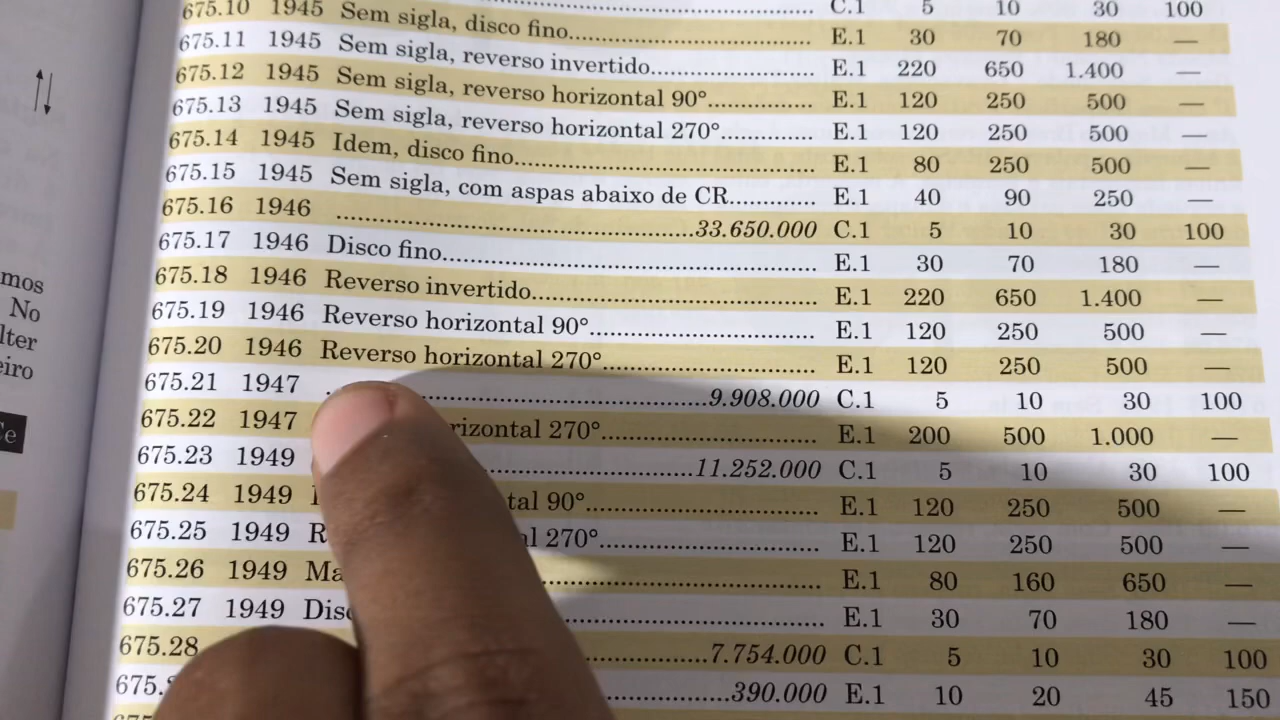 675.10 1945 Sem sigla, disco fino........ C.1 5 10 30 100
675.11 1945 Sem sigla, reverso invertido........ E.1 30 70 180 —
675.12 1945 Sem sigla, reverso horizontal 90°........ E.1 220 650 1.400 —
675.13 1945 Sem sigla, reverso horizontal 270°........ E.1 120 250 500 —
675.14 1945 Idem, disco fino........ E.1 120 250 500 —
675.15 1945 Sem sigla, com aspas abaixo de CR........ E.1 80 250 500 —
675.16 1946 ........ E.1 40 90 250 —
33.650.000 C.1 5 10 30 100
675.17 1946 Disco fino........ E.1 30 70 180 —
675.18 1946 Reverso invertido........ E.1 220 650 1.400 —
675.19 1946 Reverso horizontal 90°........ E.1 120 250 500 —
675.20 1946 Reverso horizontal 270°........ E.1 120 250 500 —
675.21 1947 ........9.908.000 C.1 5 10 30 100
675.22 1947 rizontal 270°........ E.1 200 500 1.000 —
675.23 1949 ........11.252.000 C.1 5 10 30 100
675.24 1949 tal 90°........ E.1 120 250 500 —
675.25 1949 R al 270°........ E.1 120 250 500 —
675.26 1949 Ma ........ E.1 80 160 650 —
675.27 1949 Disc ........ E.1 30 70 180 —
675.28 ........7.754.000 C.1 5 10 30 100
675. ........390.000 E.1 10 20 45 150
mos
No
lter
eiro
Ce